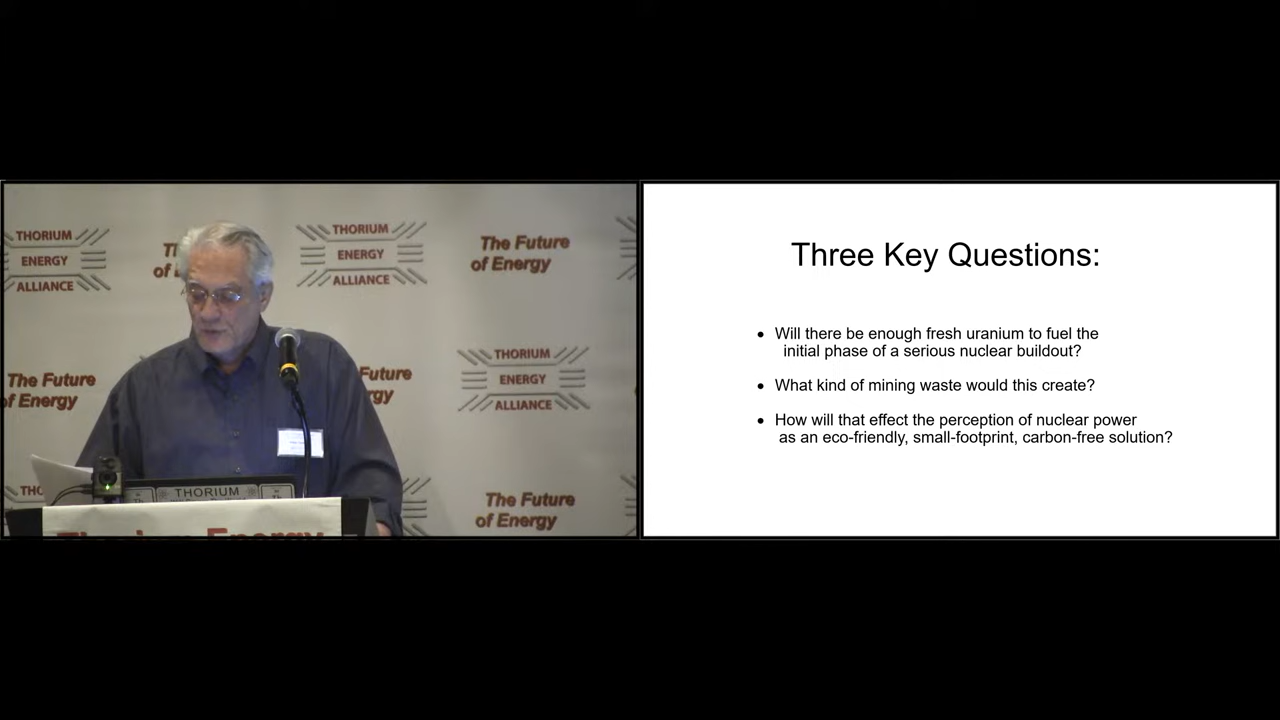 THORIUM
ENERGY
ALLIANCE
THORIUM
ENERGY
ALLIANCE
The Future
of Energy
The Future
of Energy
THORIUM
ENERGY
ALLIANCE
The Future
of Energy
THORIUM
Thorium Energy
Three Key Questions:
• Will there be enough fresh uranium to fuel the
initial phase of a serious nuclear buildout?
• What kind of mining waste would this create?
• How will that effect the perception of nuclear power
as an eco-friendly, small-footprint, carbon-free solution?